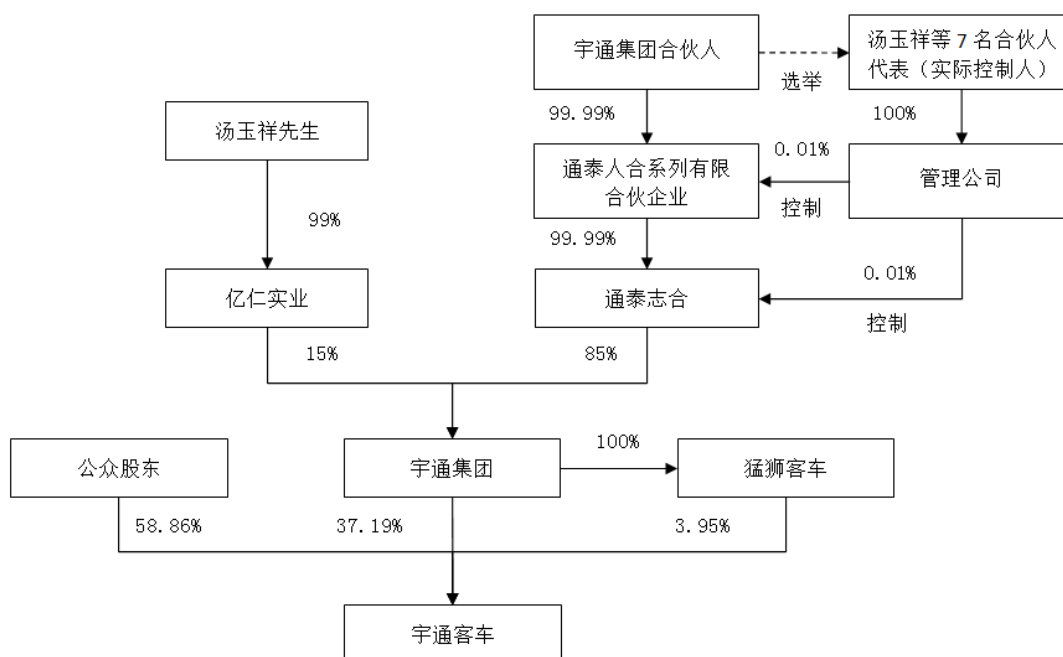 宇通集团合伙人
汤玉祥等 7 名合伙人
代表（实际控制人）
选举
99.99%
100%
汤玉祥先生
0.01%
通泰人合系列有限
合伙企业
管理公司
控制
99%
99.99%
0.01%
亿仁实业
通泰志合
控制
15%
85%
100%
公众股东
宇通集团
猛狮客车
58.86%
37.19%
3.95%
宇通客车